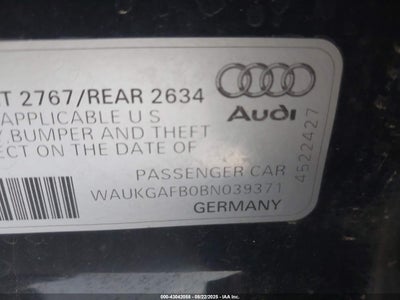 T 2767/REAR 2634
APPLICABLE U S
BUMPER AND THEFT
ECT ON THE DATE OF
Audi
4522427
PASSENGER CAR
WAUKGAFB0BN039371
GERMANY
000-43042058 - 08/22/2025 - IAA Inc.